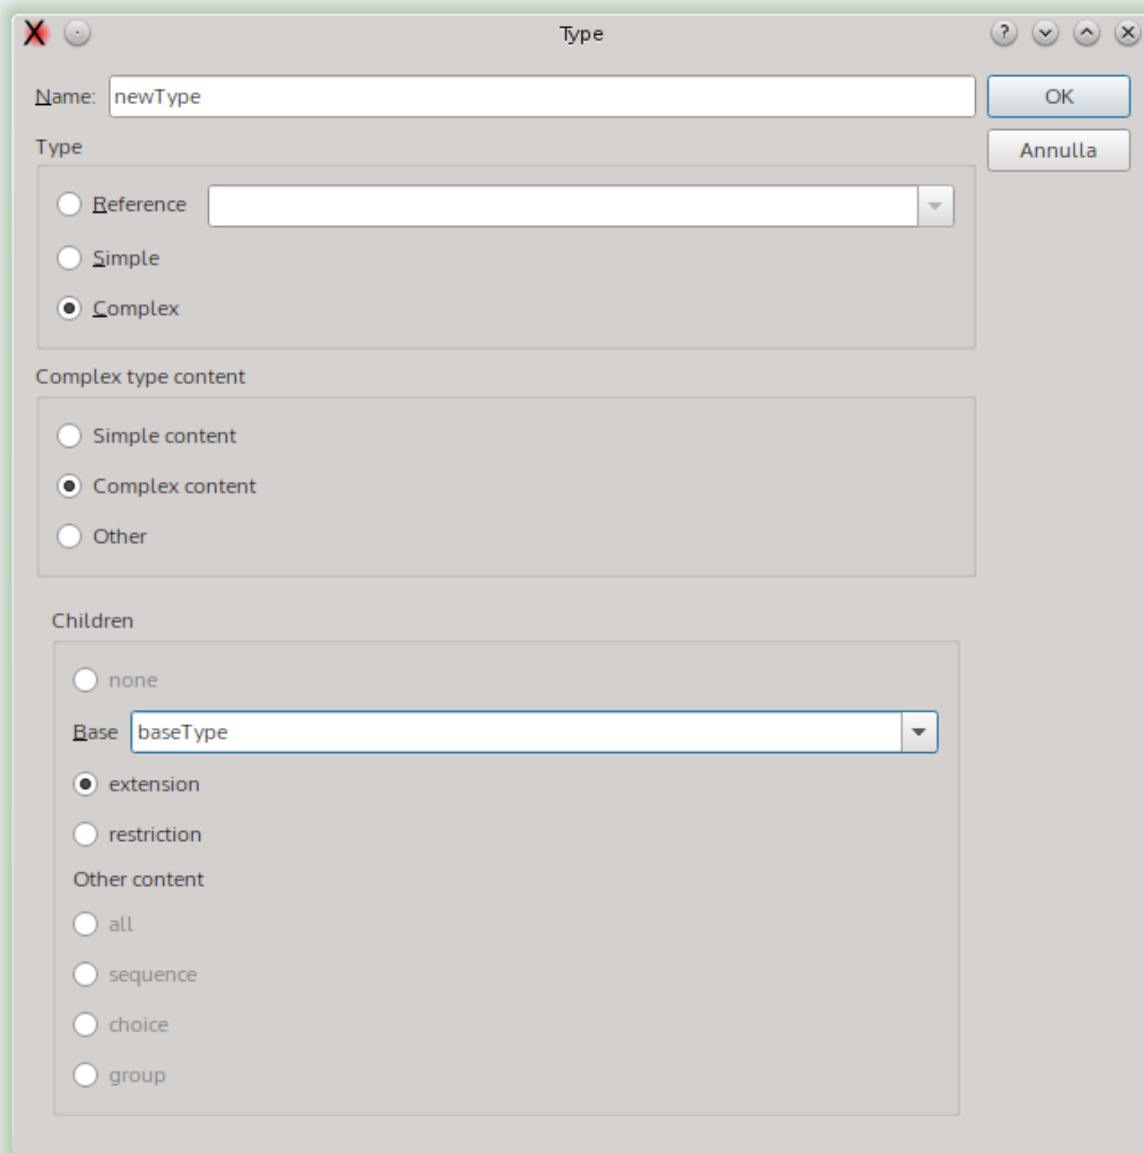 Type
Name: newType OK
Type
Annulla
Reference
Simple
Complex
Complex type content
Simple content
Complex content
Other
Children
none
Base baseType
extension
restriction
Other content
all
sequence
choice
group